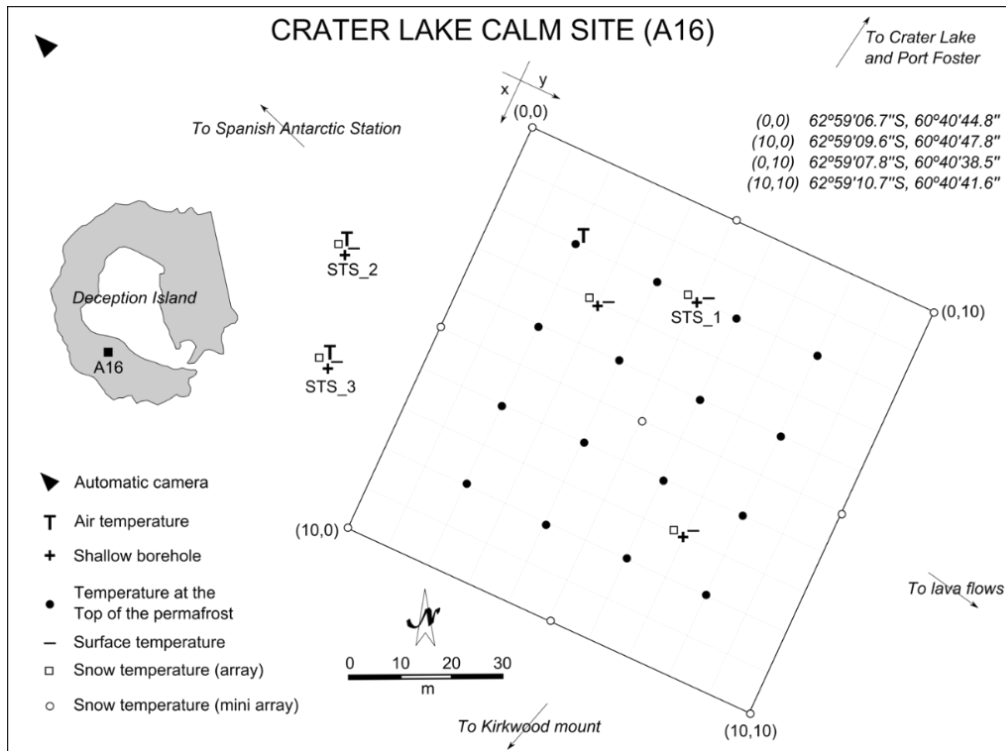 CRATER LAKE CALM SITE (A16)
To Crater Lake
and Port Foster
x
y
(0,0)
To Spanish Antarctic Station
(0,0) 62º59'06.7"S, 60º40'44.8"
(10,0) 62º59'09.6"S, 60º40'47.8"
(0,10) 62º59'07.8"S, 60º40'38.5"
(10,10) 62º59'10.7"S, 60º40'41.6"
T
T
STS_2
Deception Island
A16
STS_1
(0,10)
T
STS_3
Automatic camera
T Air temperature
Shallow borehole
Temperature at the
Top of the permafrost
Surface temperature
Snow temperature (array)
Snow temperature (mini array)
(10,0)
N
0 10 20 30
m
To lava flows
To Kirkwood mount
(10,10)